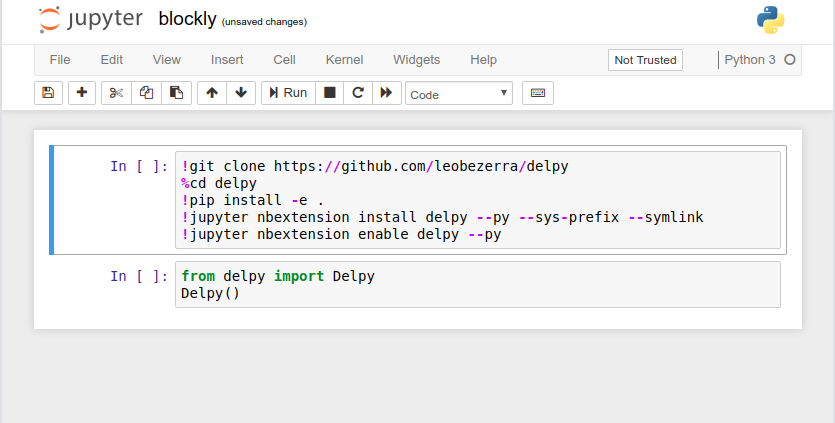 jupyter blockly (unsaved changes)
File Edit View Insert Cell Kernel Widgets Help Not Trusted Python 3
Run Code
In [ ]: !git clone https://github.com/leobezerra/delpy
%cd delpy
!pip install -e .
!jupyter nbextension install delpy --py --sys-prefix --symlink
!jupyter nbextension enable delpy --py
In [ ]: from delpy import Delpy
Delpy()